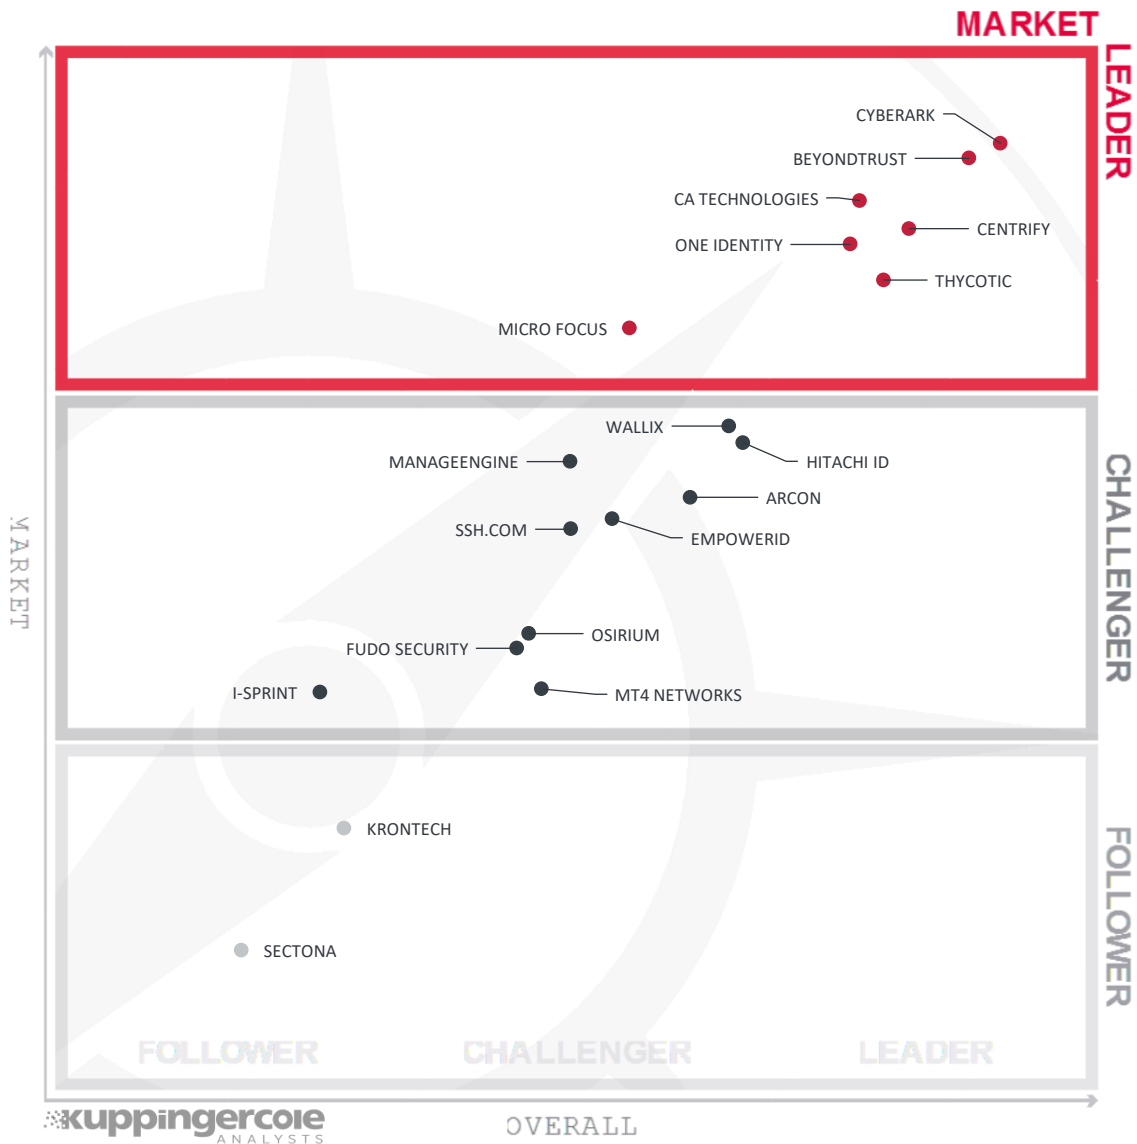 MARKET
LEADER
CYBERARK
BEYONDTRUST
CA TECHNOLOGIES
CENTRIFY
ONE IDENTITY
THYCOTIC
MICRO FOCUS
WALLIX
MANAGEENGINE
HITACHI ID
ARCON
SSH.COM
EMPOWERID
CHALLENGER
MARKET
OSIRIUM
FUDO SECURITY
I-SPRINT
MT4 NETWORKS
KRONTECH
FOLLOWER
SECTONA
FOLLOWER CHALLENGER LEADER
kuppingercole
ANALYSTS
OVERALL